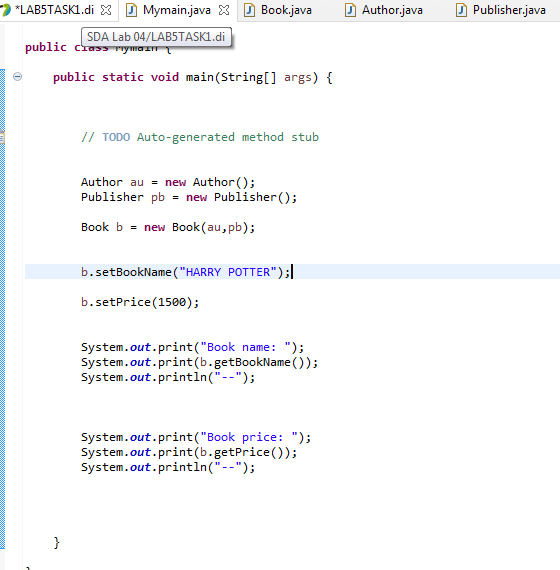 *LAB5TASK1.di Mymain.java Book.java Author.java Publisher.java
SDA Lab 04/LAB5TASK1.di
public class Mymain {
public static void main(String[] args) {
// TODO Auto-generated method stub
Author au = new Author();
Publisher pb = new Publisher();
Book b = new Book(au,pb);
b.setBookName("HARRY POTTER");
b.setPrice(1500);
System.out.print("Book name: ");
System.out.print(b.getBookName());
System.out.println("--");
System.out.print("Book price: ");
System.out.print(b.getPrice());
System.out.println("--");
}
}